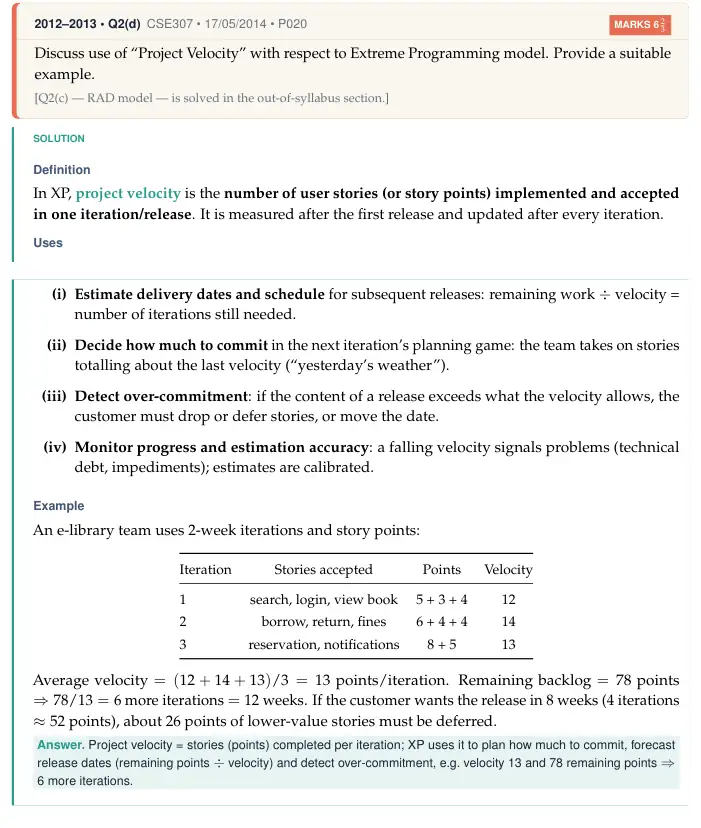 2012–2013 • Q2(d) CSE307 • 17/05/2014 • P020
MARKS 6 2/3
Discuss use of “Project Velocity” with respect to Extreme Programming model. Provide a suitable
example.
[Q2(c) — RAD model — is solved in the out-of-syllabus section.]
SOLUTION
Definition
In XP, project velocity is the number of user stories (or story points) implemented and accepted
in one iteration/release. It is measured after the first release and updated after every iteration.
Uses
(i) Estimate delivery dates and schedule for subsequent releases: remaining work ÷ velocity =
number of iterations still needed.
(ii) Decide how much to commit in the next iteration’s planning game: the team takes on stories
totalling about the last velocity (“yesterday’s weather”).
(iii) Detect over-commitment: if the content of a release exceeds what the velocity allows, the
customer must drop or defer stories, or move the date.
(iv) Monitor progress and estimation accuracy: a falling velocity signals problems (technical
debt, impediments); estimates are calibrated.
Example
An e-library team uses 2-week iterations and story points:
Iteration Stories accepted Points Velocity
1 search, login, view book 5 + 3 + 4 12
2 borrow, return, fines 6 + 4 + 4 14
3 reservation, notifications 8 + 5 13
Average velocity = (12 + 14 + 13)/3 = 13 points/iteration. Remaining backlog = 78 points
⇒ 78/13 = 6 more iterations = 12 weeks. If the customer wants the release in 8 weeks (4 iterations
≈ 52 points), about 26 points of lower-value stories must be deferred.
Answer. Project velocity = stories (points) completed per iteration; XP uses it to plan how much to commit, forecast
release dates (remaining points ÷ velocity) and detect over-commitment, e.g. velocity 13 and 78 remaining points ⇒
6 more iterations.